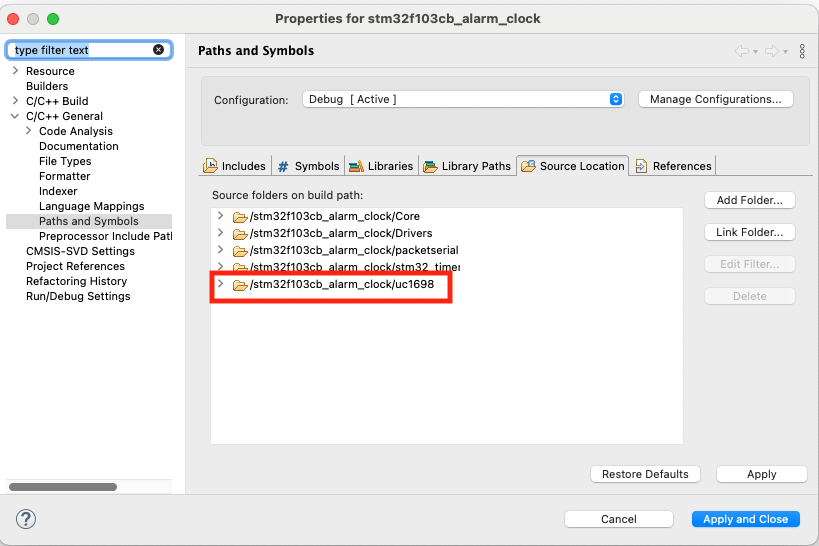 Properties for stm32f103cb_alarm_clock
type filter text
Resource
Builders
C/C++ Build
C/C++ General
Code Analysis
Documentation
File Types
Formatter
Indexer
Language Mappings
Paths and Symbols
Preprocessor Include Patl
CMSIS-SVD Settings
Project References
Refactoring History
Run/Debug Settings
Paths and Symbols
Configuration:
Debug [ Active ]
Manage Configurations...
Includes
# Symbols
Libraries
Library Paths
Source Location
References
Source folders on build path:
/stm32f103cb_alarm_clock/Core
/stm32f103cb_alarm_clock/Drivers
/stm32f103cb_alarm_clock/packetserial
/stm32f103cb_alarm_clock/stm32_timer
/stm32f103cb_alarm_clock/uc1698
Add Folder...
Link Folder...
Edit Filter...
Delete
Restore Defaults
Apply
?
Cancel
Apply and Close